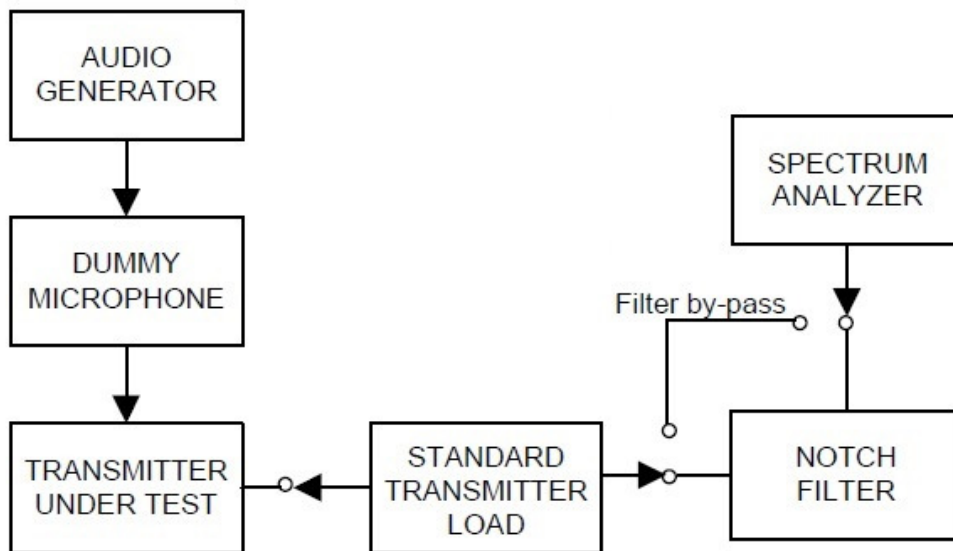 AUDIO
GENERATOR
DUMMY
MICROPHONE
TRANSMITTER
UNDER TEST
STANDARD
TRANSMITTER
LOAD
Filter by-pass
SPECTRUM
ANALYZER
NOTCH
FILTER